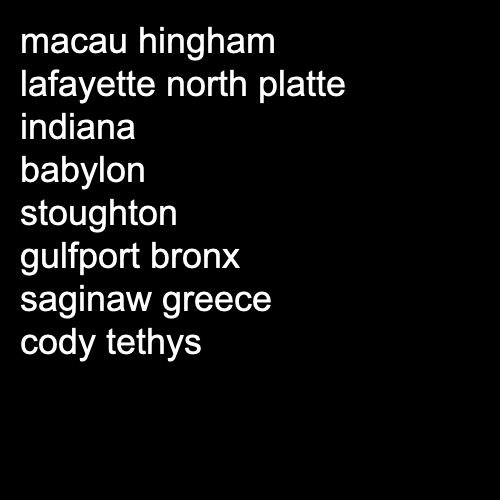 macau hingham
lafayette north platte
indiana
babylon
stoughton
gulfport bronx
saginaw greece
cody tethys